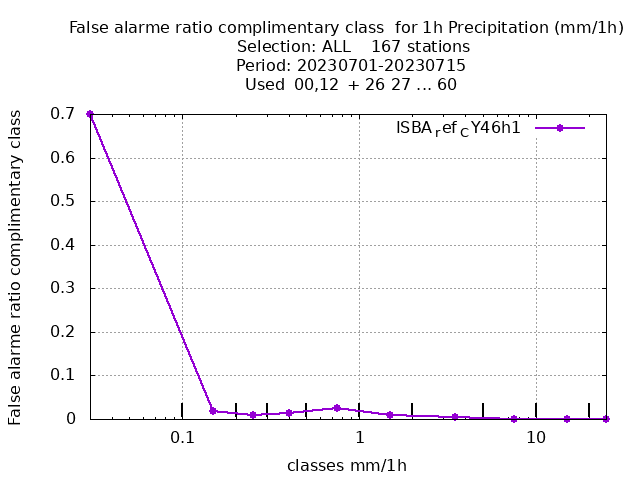 False alarme ratio complimentary class  for 1h Precipitation (mm/1h)
Selection: ALL    167 stations
Period: 20230701-20230715
Used  00,12  + 26 27 ... 60
ISBA_ref_CY46h1
False alarme ratio complimentary class
0.7
0.6
0.5
0.4
0.3
0.2
0.1
0
0.1
1
10
classes mm/1h